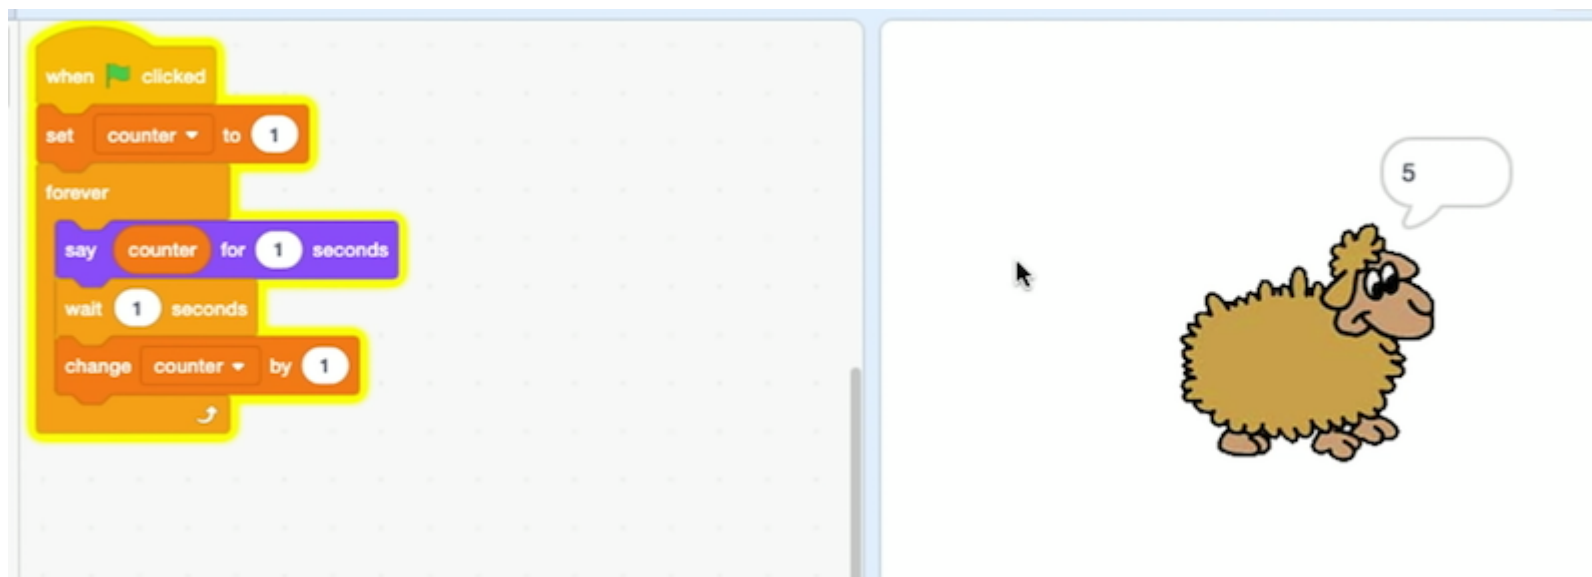 when clicked
set counter to 1
forever
say counter for 1 seconds
wait 1 seconds
change counter by 1
5